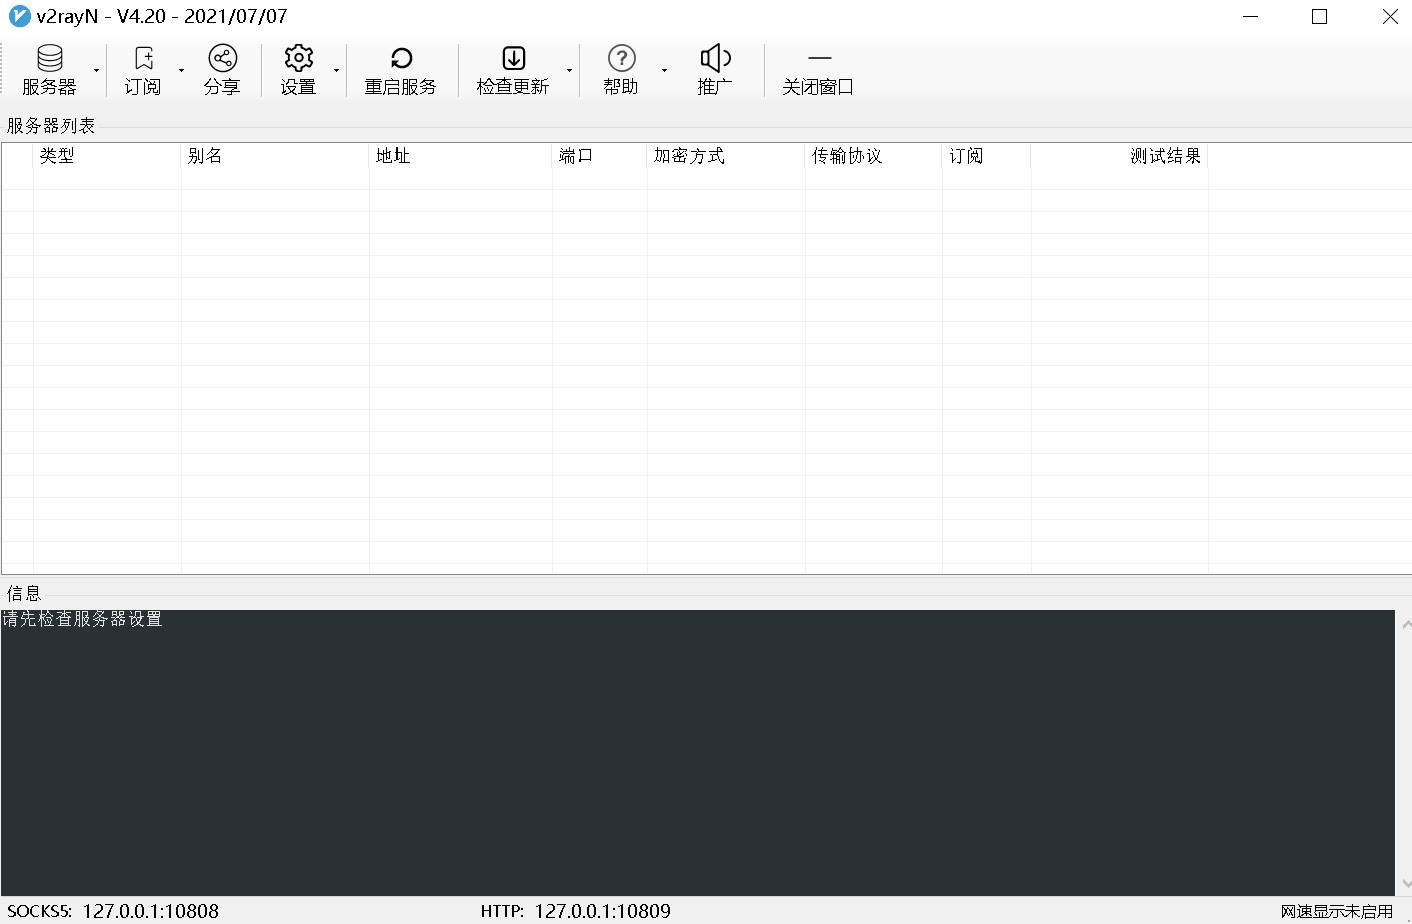 v2rayN - V4.20 - 2021/07/07
服务器 订阅 分享 设置 重启服务 检查更新 帮助 推广 关闭窗口
服务器列表
类型 别名 地址 端口 加密方式 传输协议 订阅 测试结果
信息
请先检查服务器设置
SOCKS5: 127.0.0.1:10808 HTTP: 127.0.0.1:10809 网速显示未启用